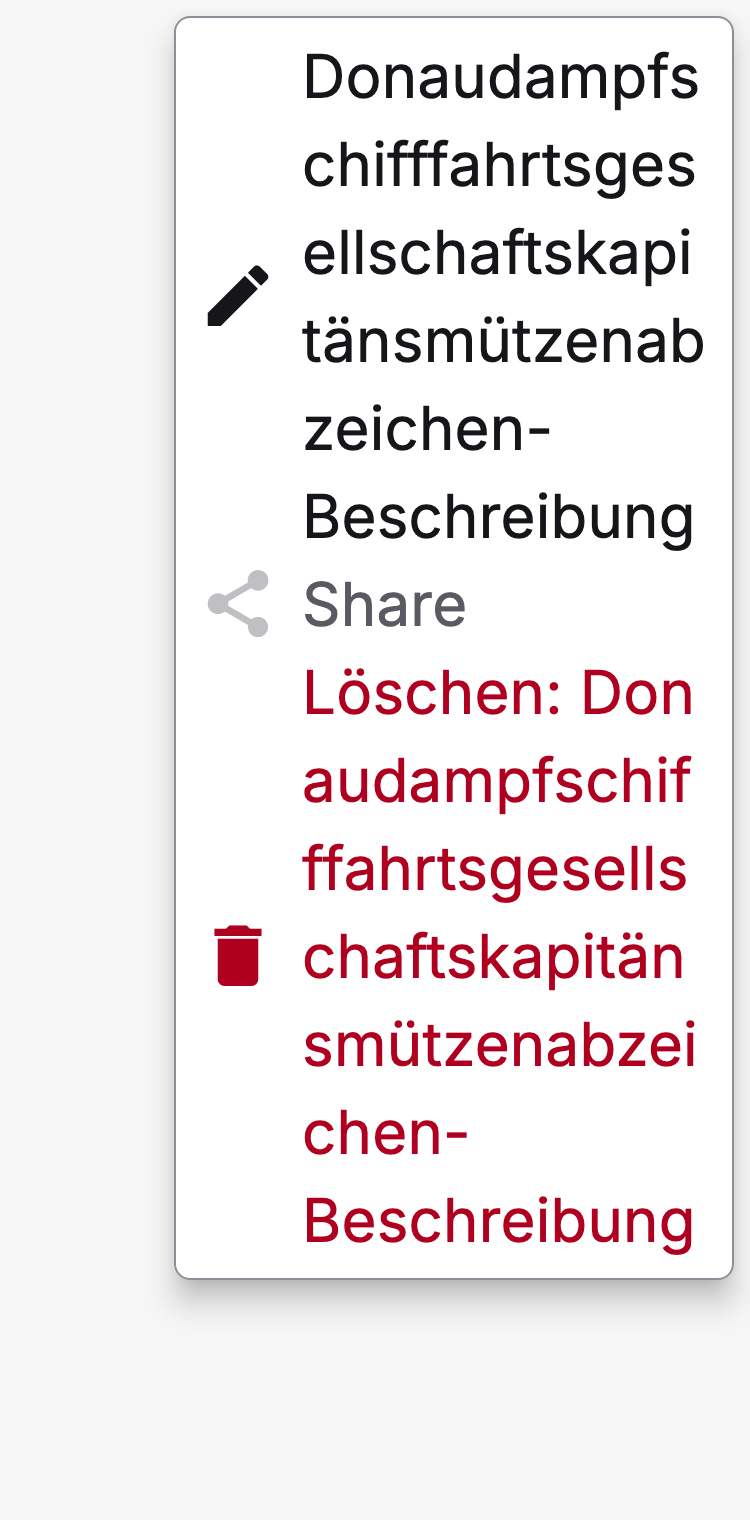 Donaudampfs
chifffahrtsges
ellschaftskapi
tänsmützenab
zeichen-
Beschreibung
Share
Löschen: Don
audampfschif
ffahrtsgesells
chaftskapitän
smützenabzei
chen-
Beschreibung